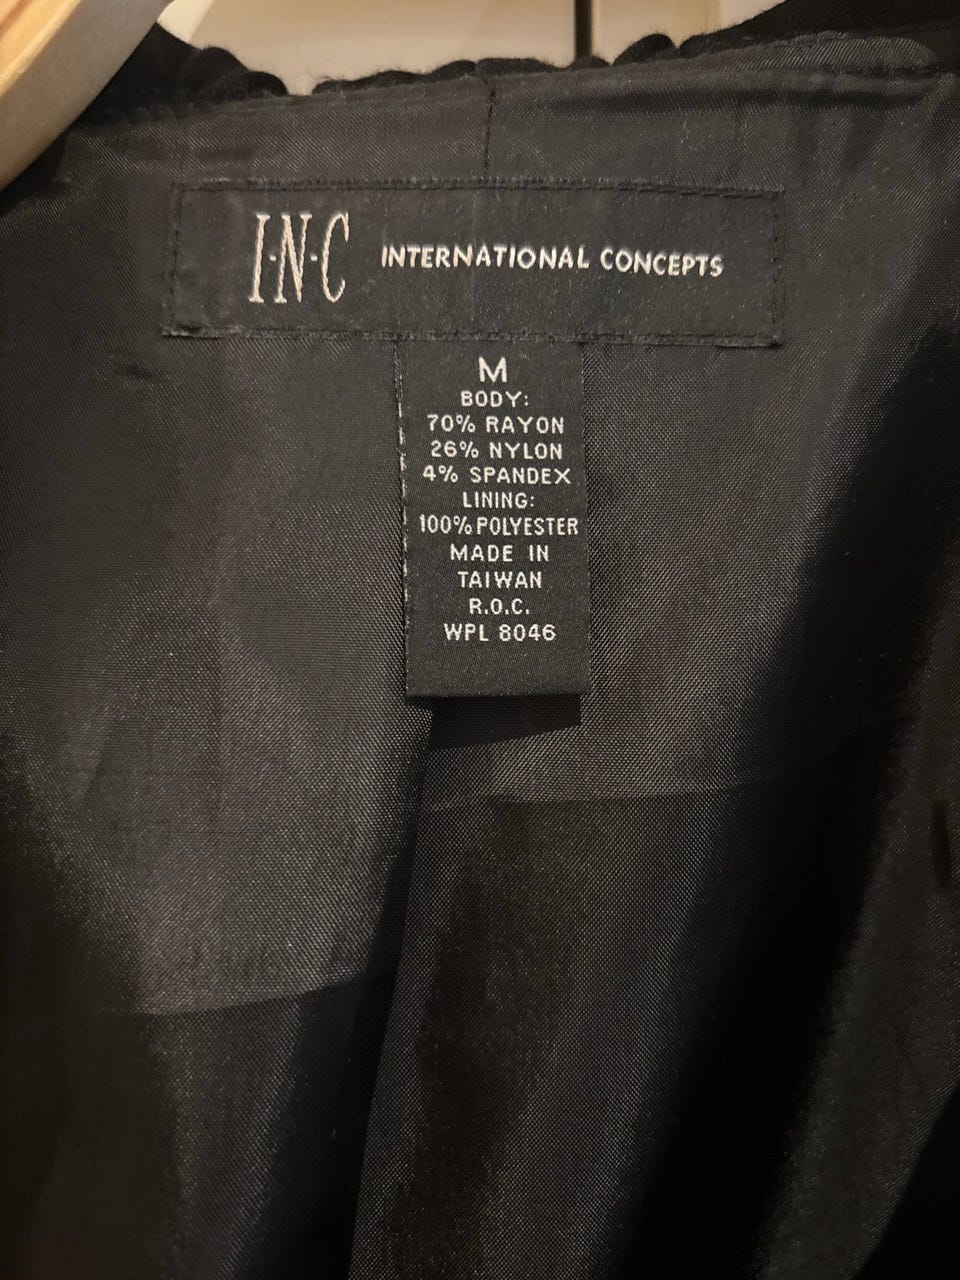 I·N·C INTERNATIONAL CONCEPTS
M
BODY:
70% RAYON
26% NYLON
4% SPANDEX
LINING:
100% POLYESTER
MADE IN
TAIWAN
R.O.C.
WPL 8046